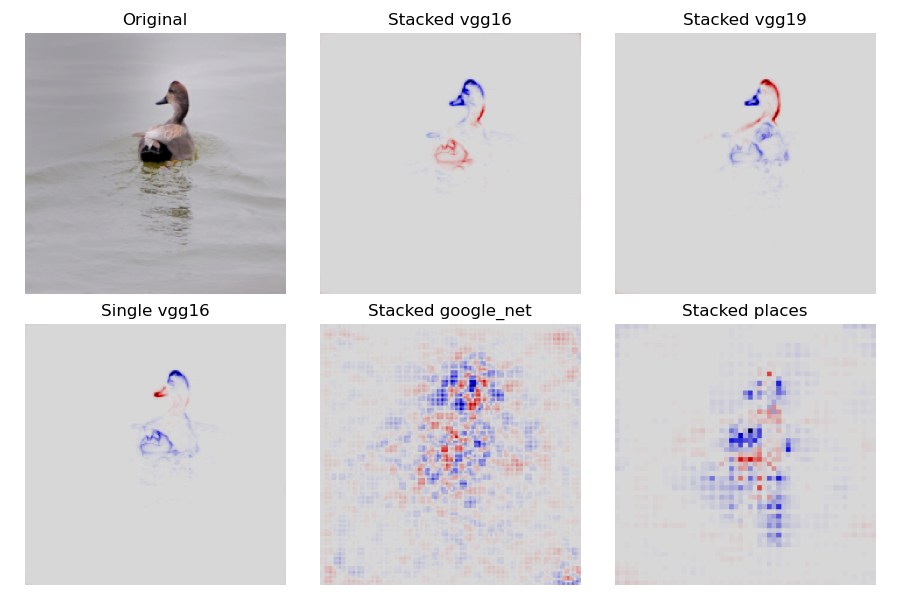 Original
Stacked vgg16
Stacked vgg19
Single vgg16
Stacked google_net
Stacked places